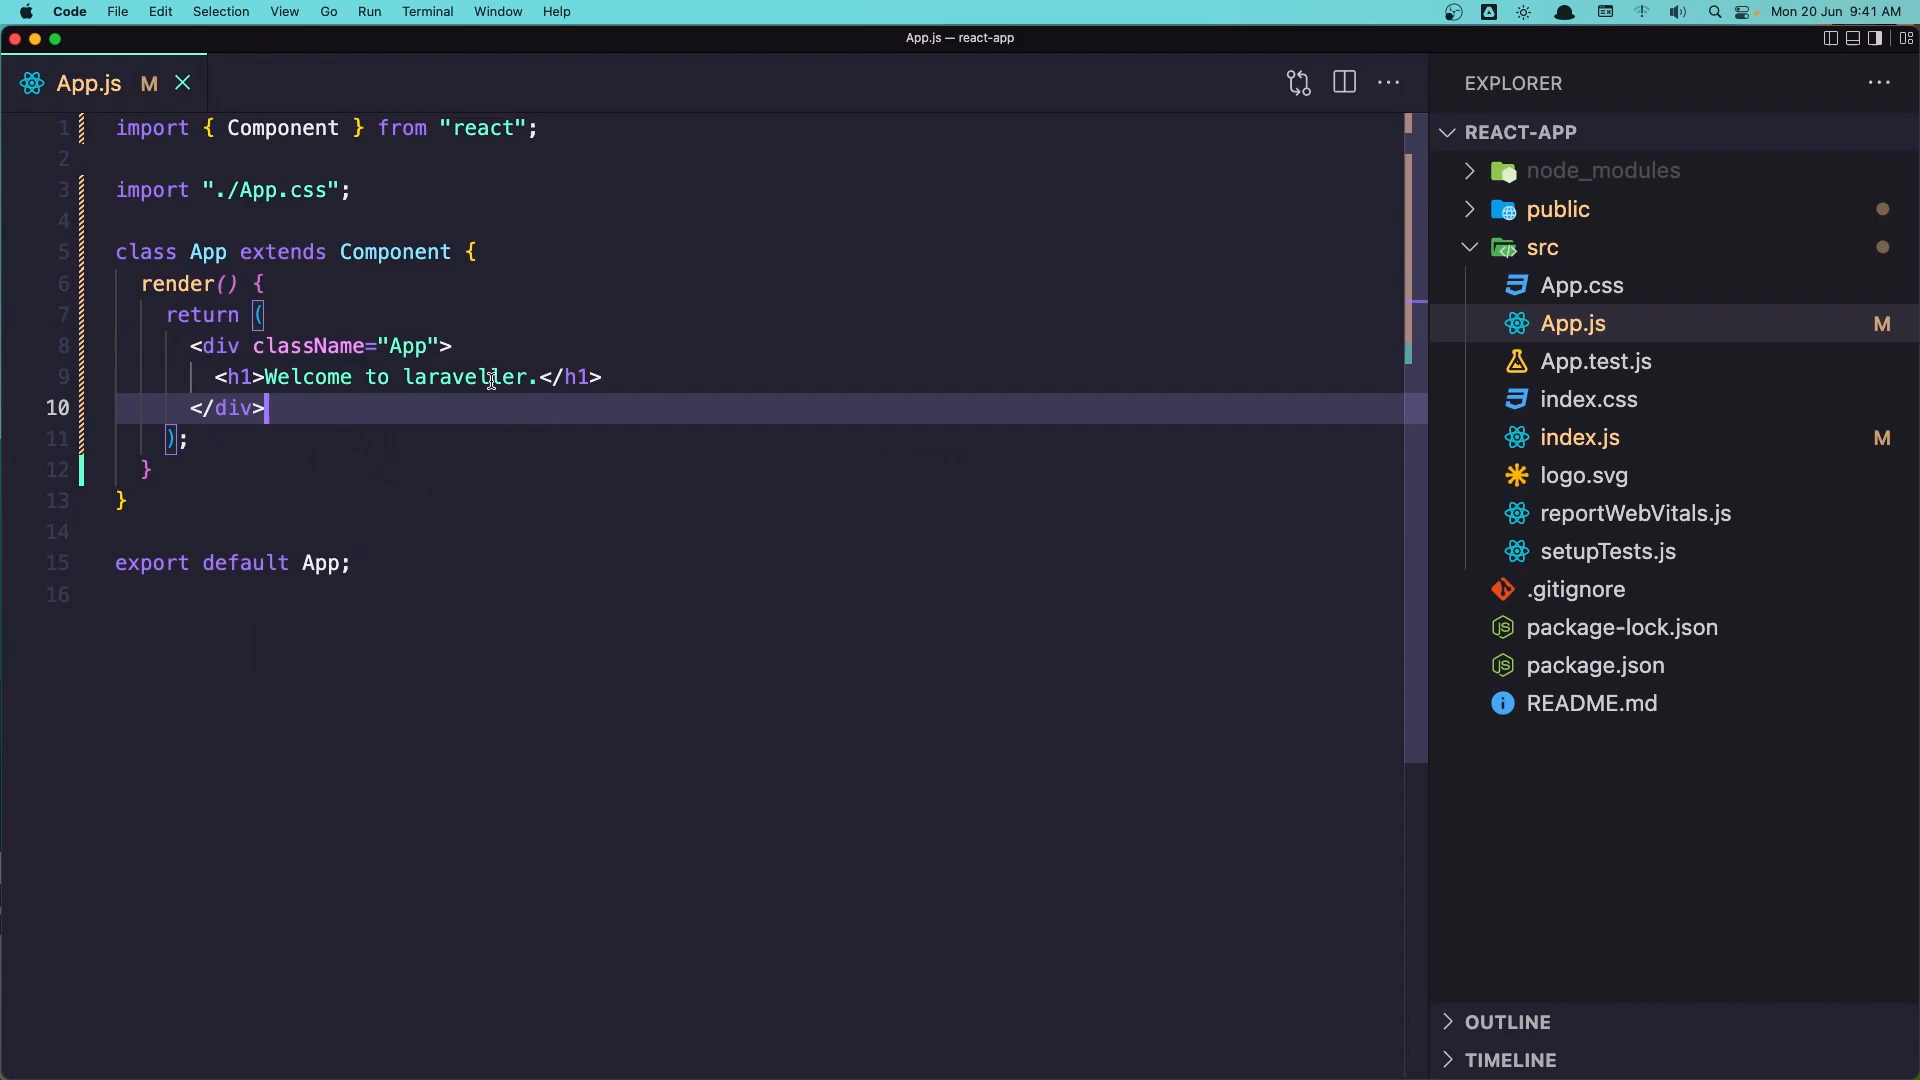 Code File Edit Selection View Go Run Terminal Window Help Mon 20 Jun 9:41 AM
App.js — react-app
App.js M
1 import { Component } from "react";
2
3 import "./App.css";
4
5 class App extends Component {
6 render() {
7 return (
8 <div className="App">
9 <h1>Welcome to laraveller.</h1>
10 </div>
11 );
12 }
13 }
14
15 export default App;
16
EXPLORER
REACT-APP
node_modules
public
src
App.css
App.js M
App.test.js
index.css
index.js M
logo.svg
reportWebVitals.js
setupTests.js
.gitignore
package-lock.json
package.json
README.md
OUTLINE
TIMELINE